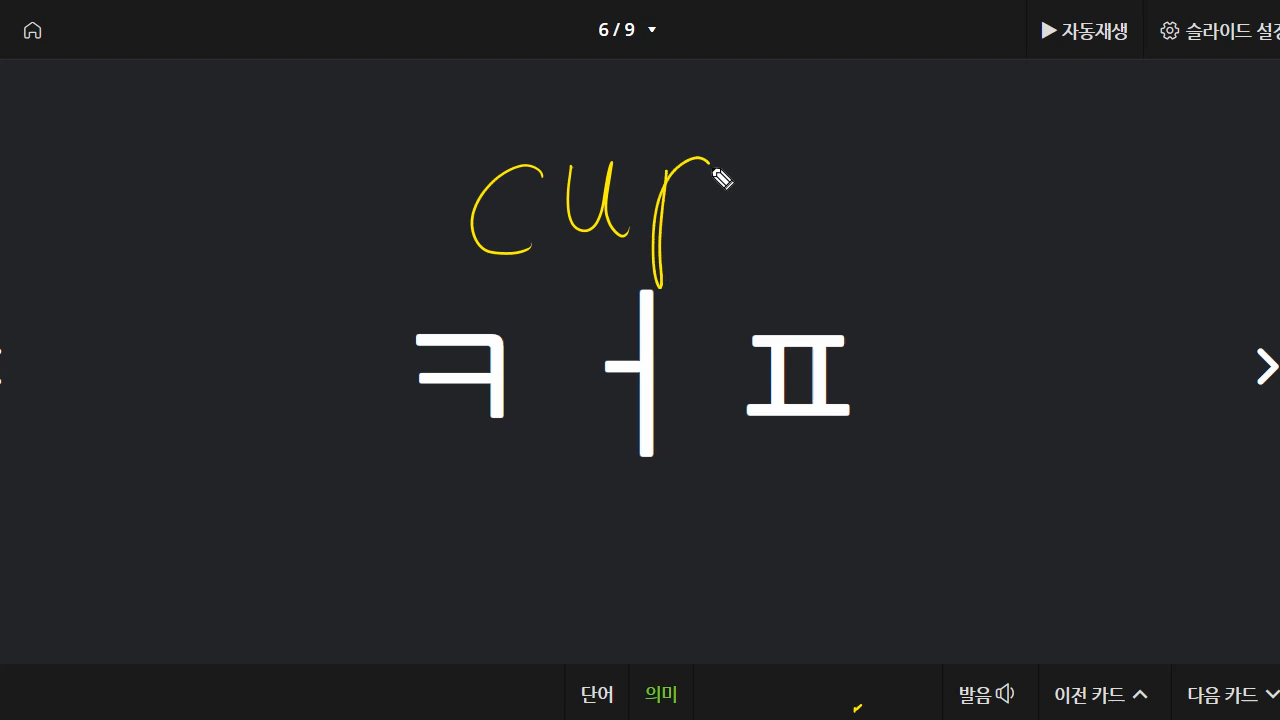 6 / 9
자동재생
슬라이드 설정
cup
ㅋ ㅓ ㅍ
단어
의미
발음
이전 카드
다음 카드